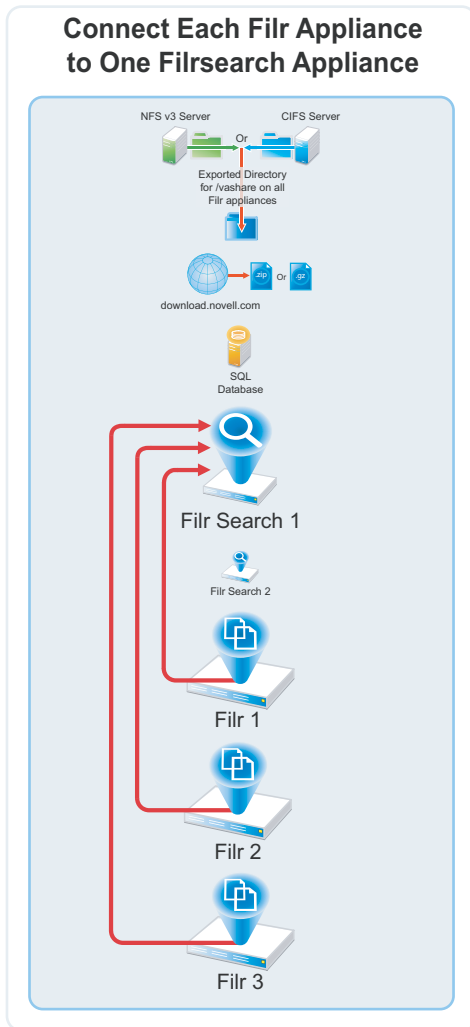 Connect Each Filr Appliance
to One Filrsearch Appliance
NFS v3 Server
Or
CIFS Server
Exported Directory
for /vashare on all
Filr appliances
.zip
Or
.gz
download.novell.com
SQL
Database
Filr Search 1
Filr Search 2
Filr 1
Filr 2
Filr 3